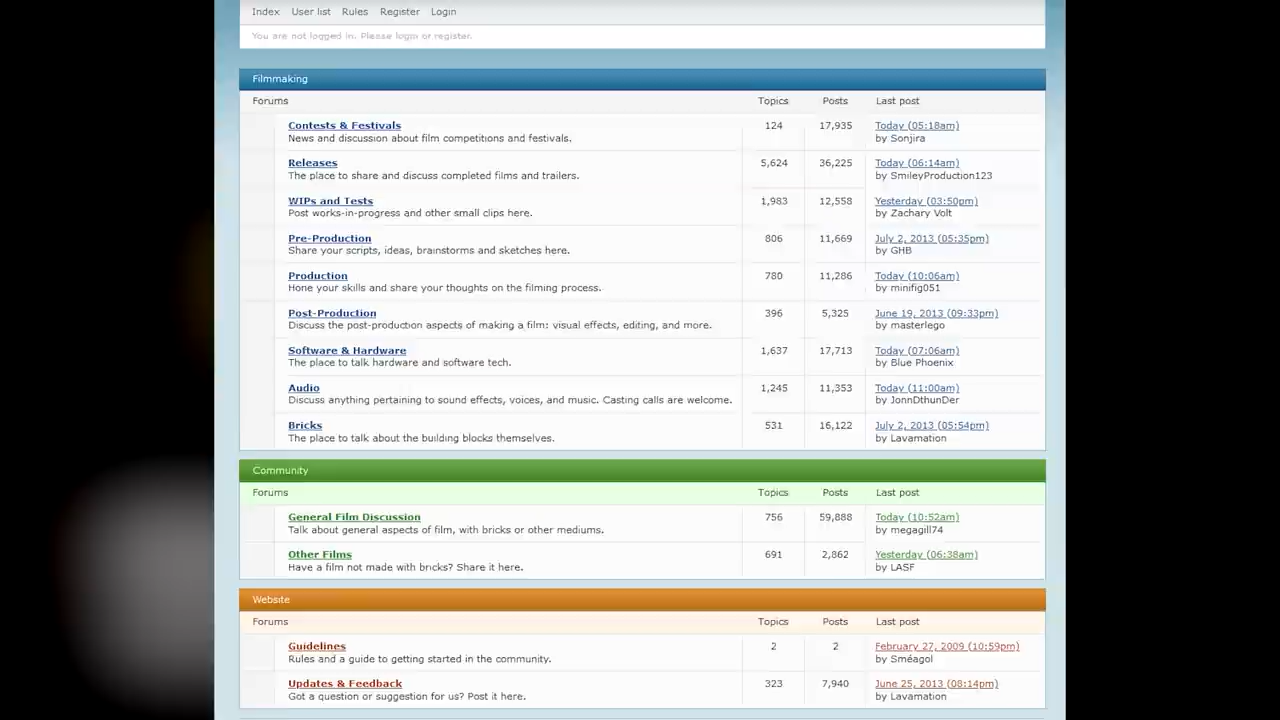 Index User list Rules Register Login
You are not logged in. Please login or register.
Filmmaking
Forums Topics Posts Last post
Contests & Festivals 124 17,935 Today (05:18am)
News and discussion about film competitions and festivals. by Sonjira
Releases 5,624 36,225 Today (06:14am)
The place to share and discuss completed films and trailers. by SmileyProduction123
WIPs and Tests 1,983 12,558 Yesterday (03:50pm)
Post works-in-progress and other small clips here. by Zachary Volt
Pre-Production 806 11,669 July 2, 2013 (05:35pm)
Share your scripts, ideas, brainstorms and sketches here. by GHB
Production 780 11,286 Today (10:06am)
Hone your skills and share your thoughts on the filming process. by minifig051
Post-Production 396 5,325 June 19, 2013 (09:33pm)
Discuss the post-production aspects of making a film: visual effects, editing, and more. by masterlego
Software & Hardware 1,637 17,713 Today (07:06am)
The place to talk hardware and software tech. by Blue Phoenix
Audio 1,245 11,353 Today (11:00am)
Discuss anything pertaining to sound effects, voices, and music. Casting calls are welcome. by JonnDthunDer
Bricks 531 16,122 July 2, 2013 (05:54pm)
The place to talk about the building blocks themselves. by Lavamation
Community
Forums Topics Posts Last post
General Film Discussion 756 59,888 Today (10:52am)
Talk about general aspects of film, with bricks or other mediums. by megagill74
Other Films 691 2,862 Yesterday (06:38am)
Have a film not made with bricks? Share it here. by LASF
Website
Forums Topics Posts Last post
Guidelines 2 2 February 27, 2009 (10:59pm)
Rules and a guide to getting started in the community. by Sméagol
Updates & Feedback 323 7,940 June 25, 2013 (08:14pm)
Got a question or suggestion for us? Post it here. by Lavamation